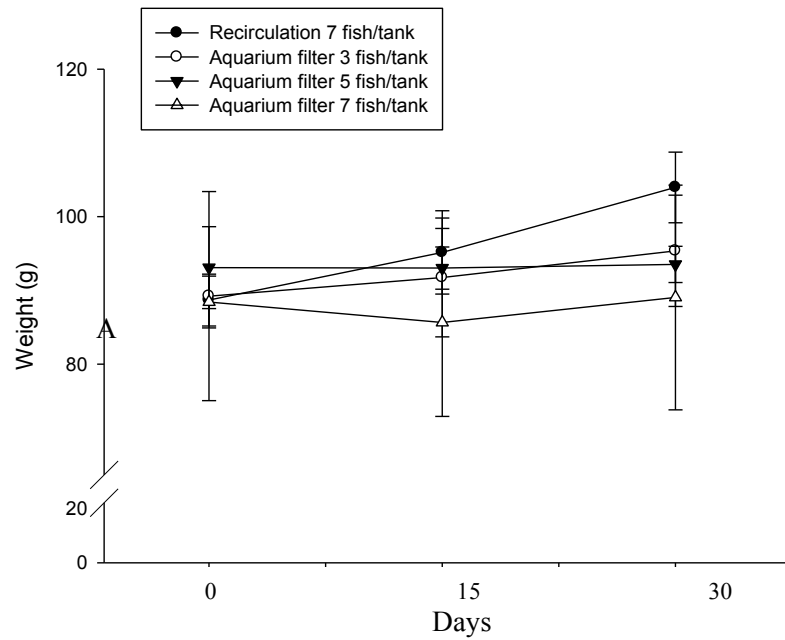 Recirculation 7 fish/tank
Aquarium filter 3 fish/tank
Aquarium filter 5 fish/tank
Aquarium filter 7 fish/tank
120
100
Weight (g)
A
80
20
0
0 15 30
Days